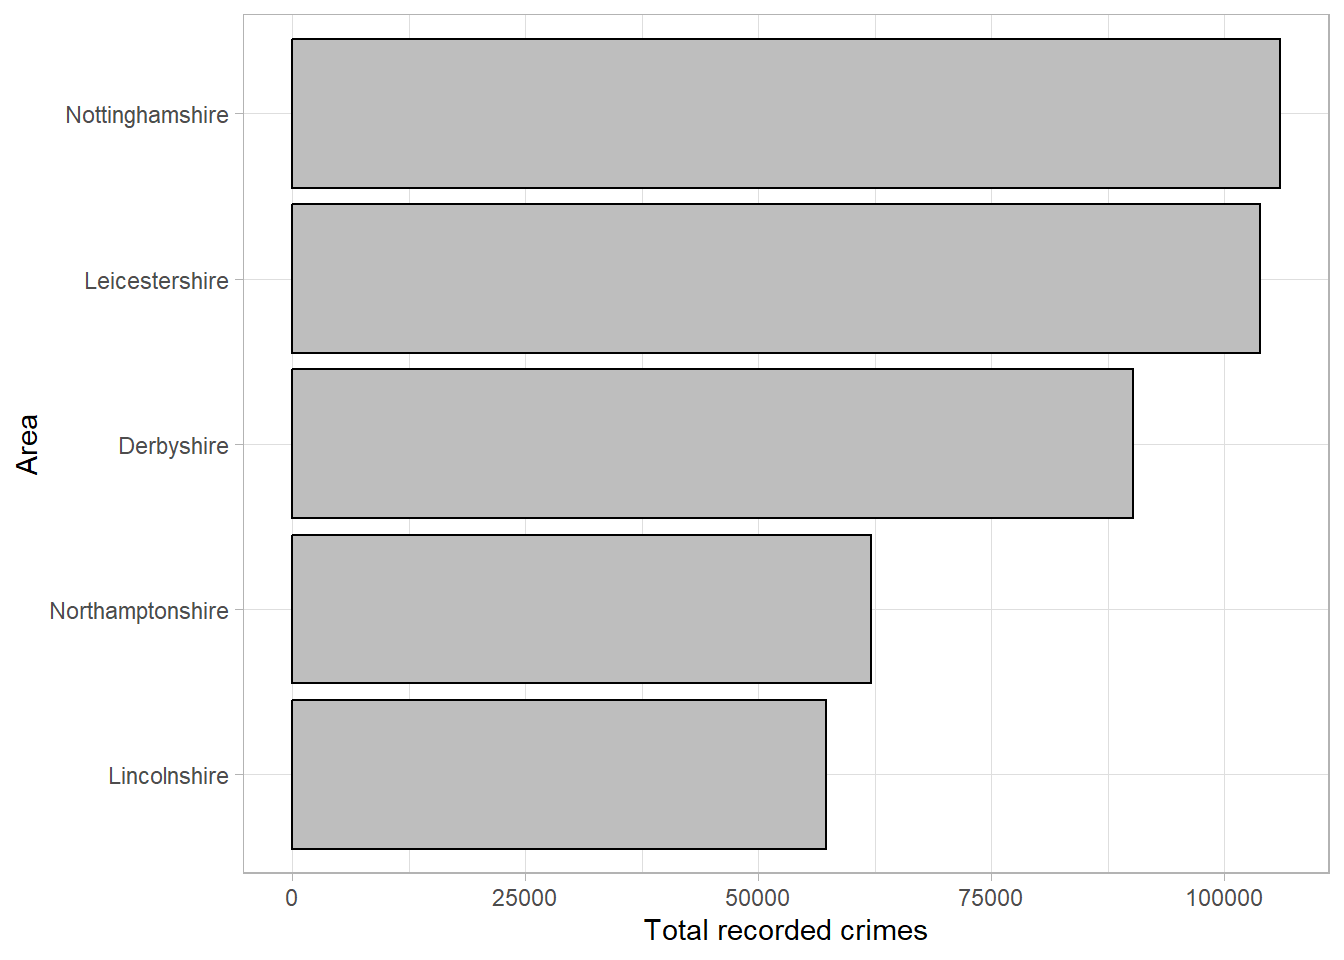 Nottinghamshire
Leicestershire
Derbyshire
Northamptonshire
Lincolnshire
Area
0 25000 50000 75000 100000
Total recorded crimes